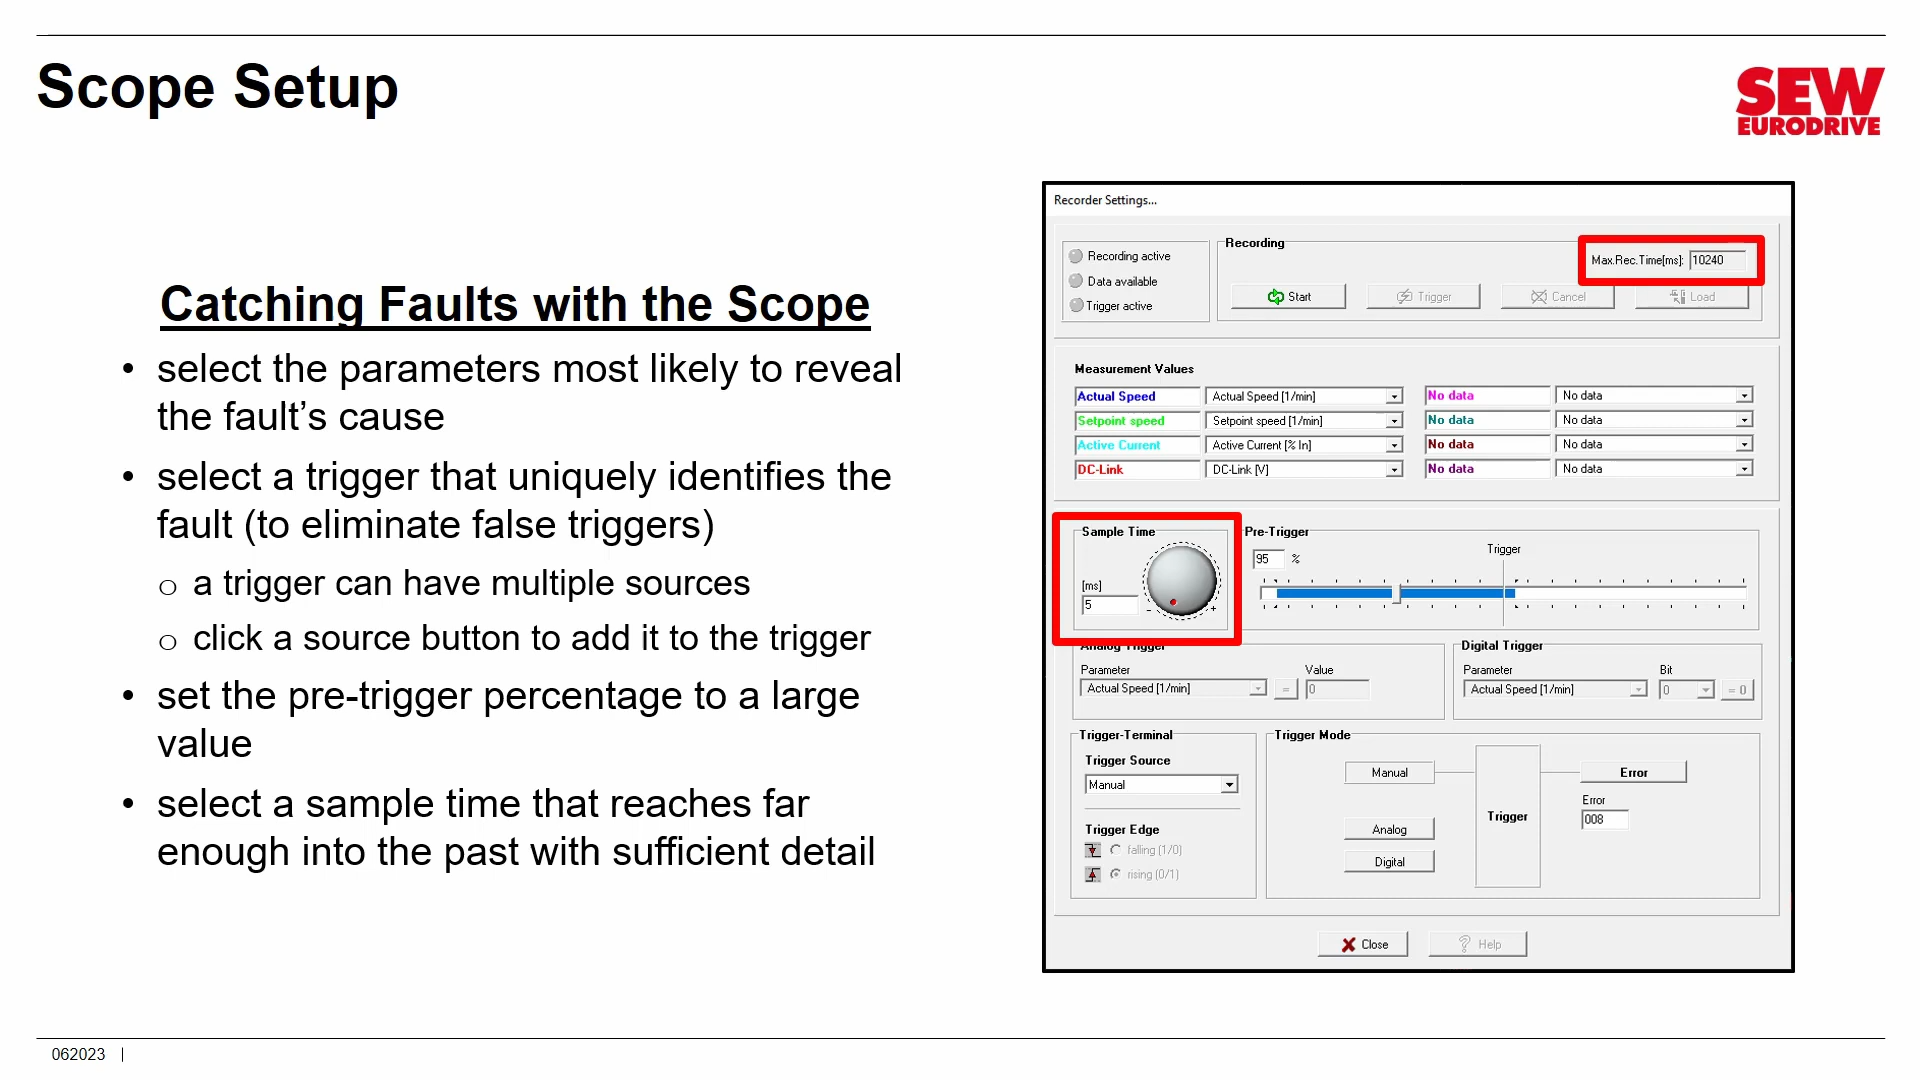 Scope Setup
SEW
EURODRIVE
Catching Faults with the Scope
• select the parameters most likely to reveal
the fault's cause
• select a trigger that uniquely identifies the
fault (to eliminate false triggers)
o a trigger can have multiple sources
o click a source button to add it to the trigger
• set the pre-trigger percentage to a large
value
• select a sample time that reaches far
enough into the past with sufficient detail
Recorder Settings...
Recording active
Data available
Trigger active
Recording
Max.Rec.Time[ms]: 10240
Start Trigger Cancel Load
Measurement Values
Actual Speed Actual Speed [1/min] No data No data
Setpoint speed Setpoint speed [1/min] No data No data
Active Current Active Current [% In] No data No data
DC-Link DC-Link [V] No data No data
Sample Time
[ms]
5
- +
Pre-Trigger
95 %
Trigger
Analog Trigger
Parameter Value
Actual Speed [1/min] = 0
Digital Trigger
Parameter Bit
Actual Speed [1/min] 0 = 0
Trigger-Terminal
Trigger Source
Manual
Trigger Edge
falling (1/0)
rising (0/1)
Trigger Mode
Manual
Analog
Digital
Trigger
Error
Error
008
Close Help
062023 |